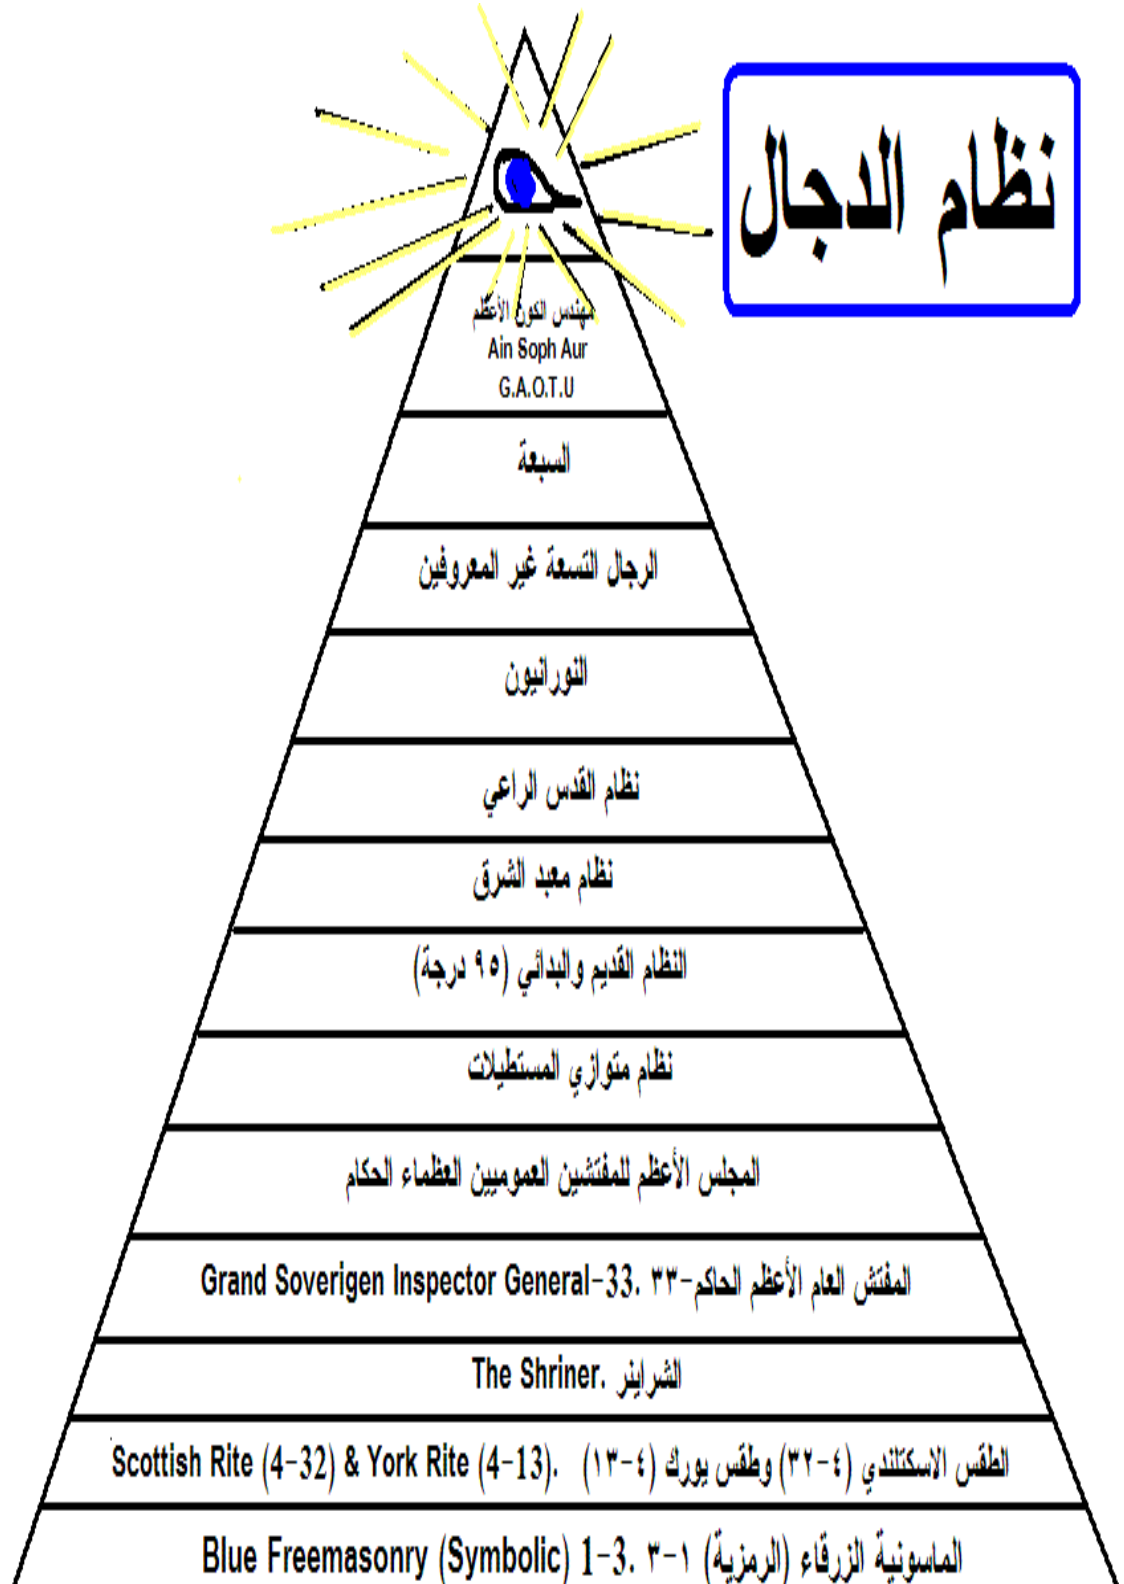 نظام الدجال
مهندس الكون الأعظم
Ain Soph Aur
G.A.O.T.U
السبعة
الرجال التسعة غير المعروفين
النورانيون
نظام القدس الراعي
نظام معبد الشرق
النظام القديم والبدائي (٩٥ درجة)
نظام متوازي المستطيلات
المجلس الأعظم للمفتشين العموميين العظماء الحكام
Grand Soverigen Inspector General-33. المفتش العام الأعظم الحاكم-٣٣
The Shriner. الشراينر
Scottish Rite (4-32) & York Rite (4-13). الطقس الاسكتلندي (٤-٣٢) وطقس يورك (٤-١٣)
Blue Freemasonry (Symbolic) 1-3. الماسونية الزرقاء (الرمزية) ١-٣